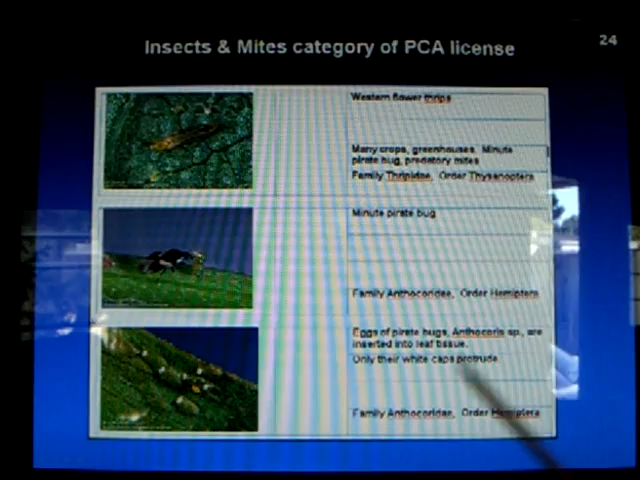 Insects & Mites category of PCA license
24
Western flower thrips
Many crops, greenhouses. Minute
pirate bug, predatory mites
Family Thripidae, Order Thysanoptera
Minute pirate bug
Family Anthocoridae, Order Hemiptera
Eggs of pirate bugs, Anthocoris sp., are
inserted into leaf tissue.
Only their white caps protrude
Family Anthocoridae, Order Hemiptera